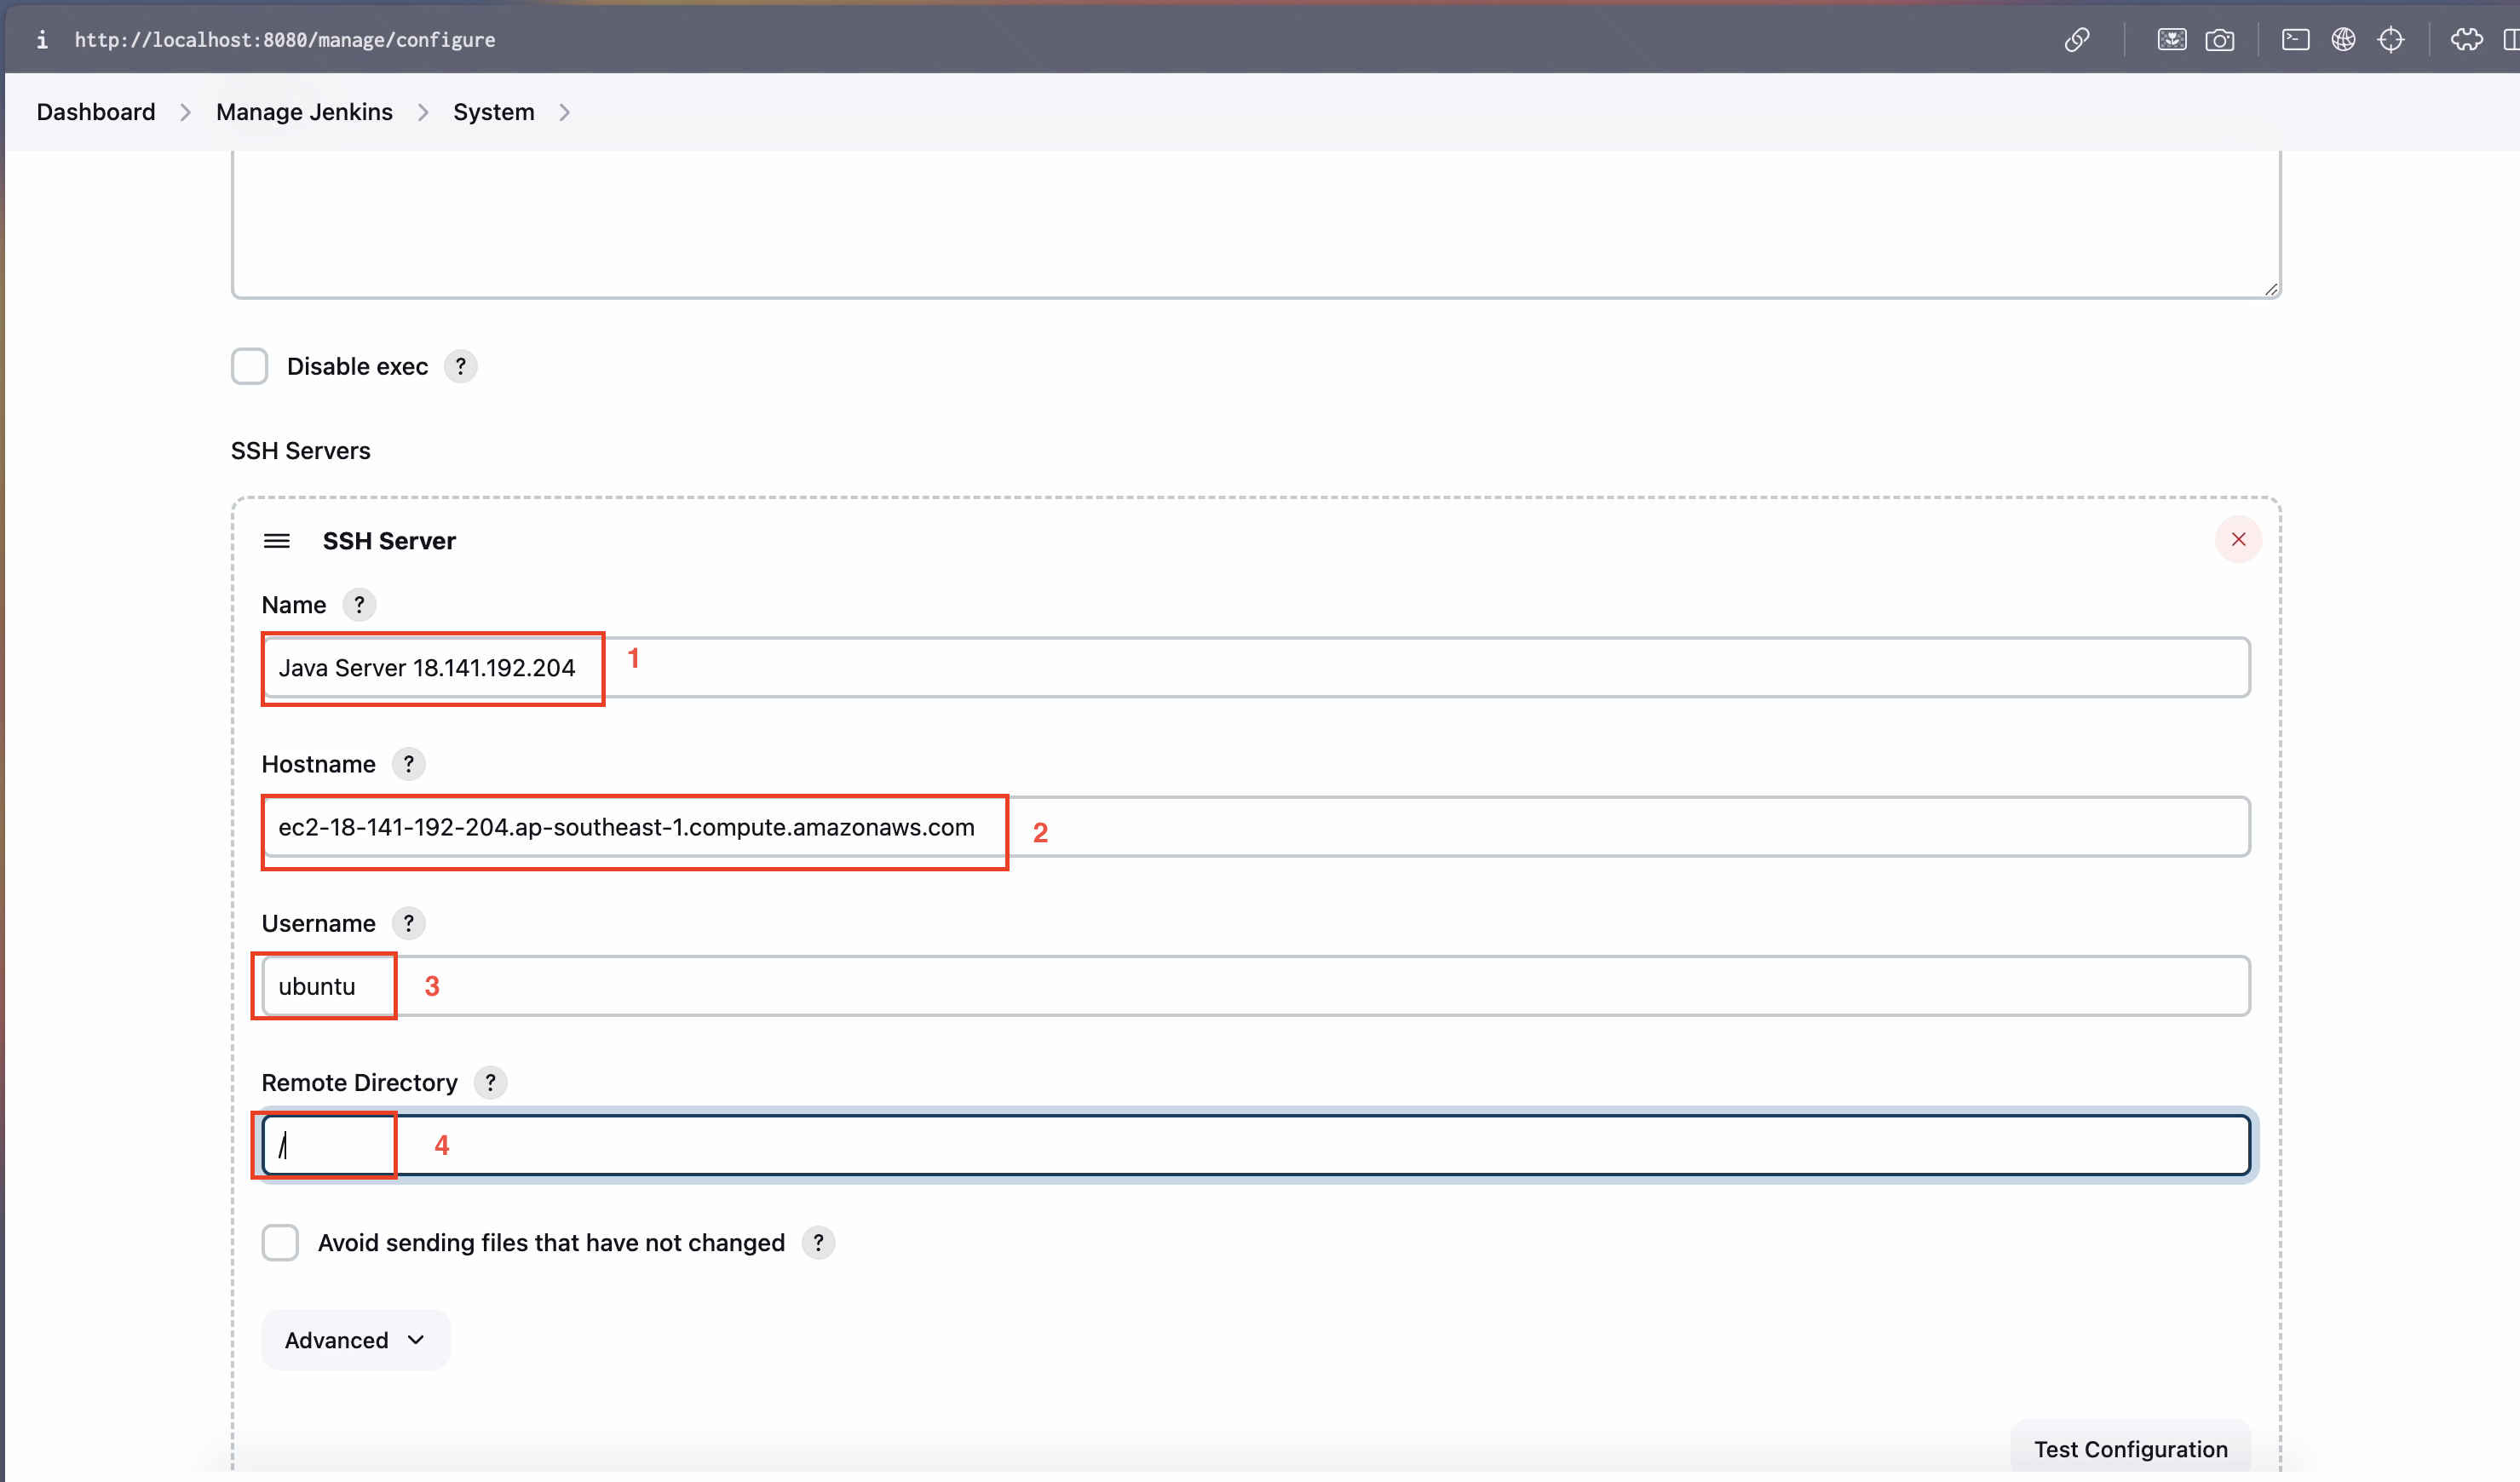 http://localhost:8080/manage/configure
Dashboard > Manage Jenkins > System >
Disable exec ?
SSH Servers
SSH Server
Name ?
Java Server 18.141.192.204 1
Hostname ?
ec2-18-141-192-204.ap-southeast-1.compute.amazonaws.com 2
Username ?
ubuntu 3
Remote Directory ?
/ 4
Avoid sending files that have not changed ?
Advanced
Test Configuration